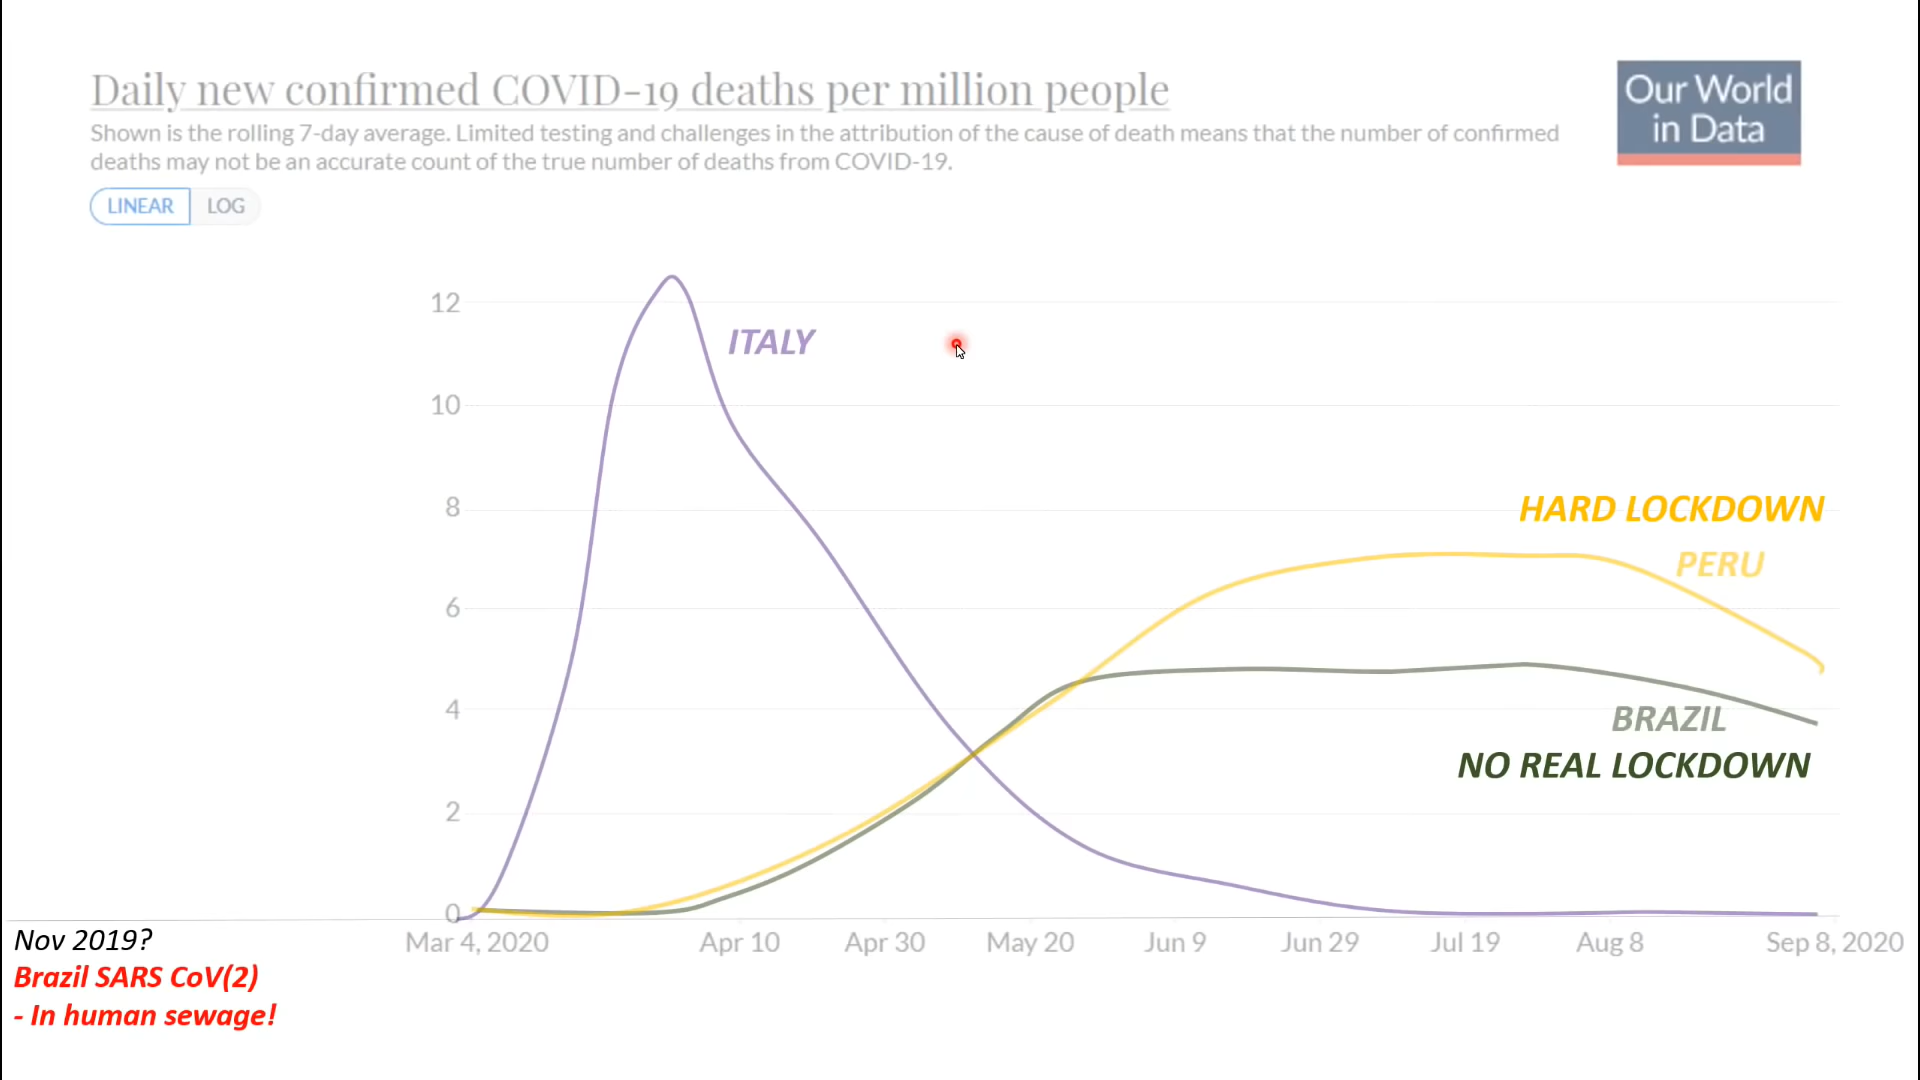 Daily new confirmed COVID-19 deaths per million people
Our World
in Data
Shown is the rolling 7-day average. Limited testing and challenges in the attribution of the cause of death means that the number of confirmed
deaths may not be an accurate count of the true number of deaths from COVID-19.
LINEAR LOG
12
ITALY
10
8
HARD LOCKDOWN
PERU
6
4
BRAZIL
NO REAL LOCKDOWN
2
0
Mar 4, 2020 Apr 10 Apr 30 May 20 Jun 9 Jun 29 Jul 19 Aug 8 Sep 8, 2020
Nov 2019?
Brazil SARS CoV(2)
- In human sewage!